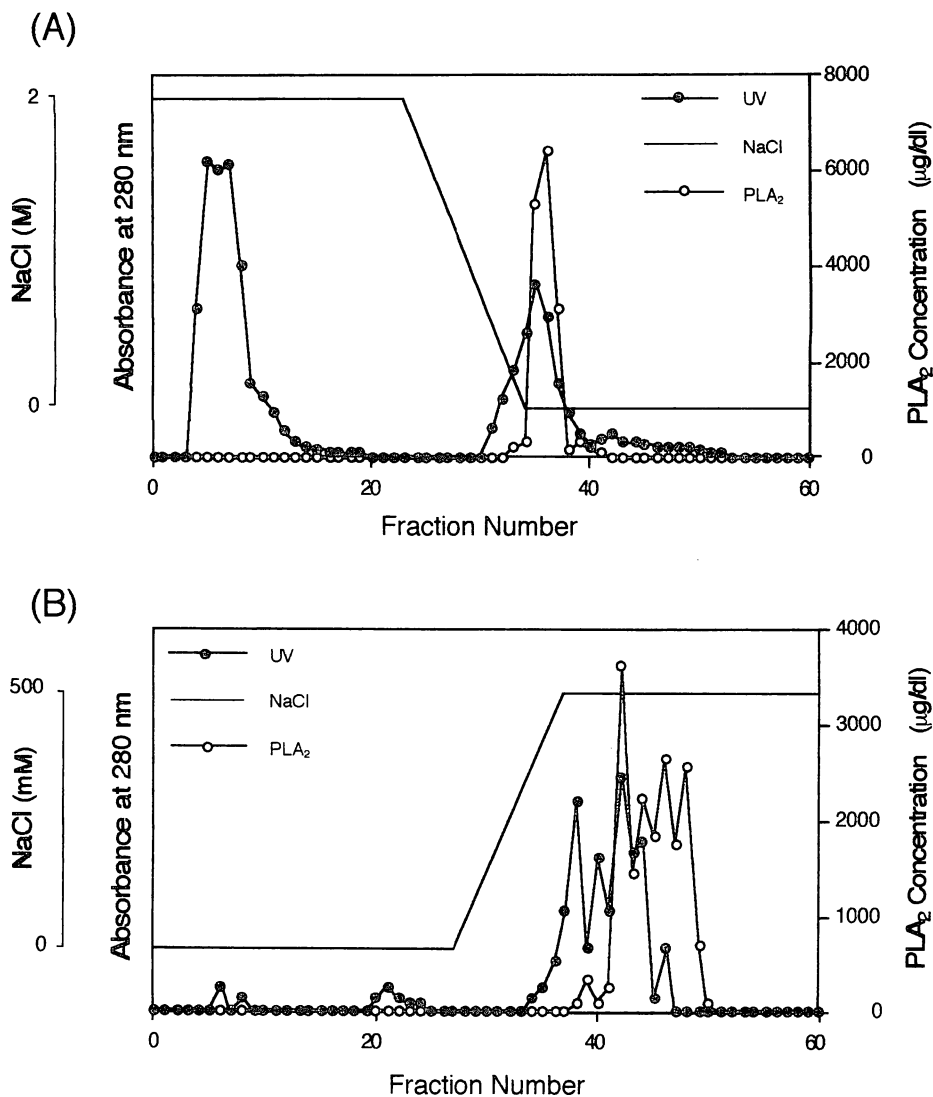 (A)
NaCl (M)
2
0
Absorbance at 280 nm
UV
NaCl
PLA₂
8000
6000
4000
2000
0
PLA₂ Concentration (μg/dl)
0
20
40
60
Fraction Number
(B)
NaCl (mM)
500
0
Absorbance at 280 nm
UV
NaCl
PLA₂
4000
3000
2000
1000
0
PLA₂ Concentration (μg/dl)
0
20
40
60
Fraction Number